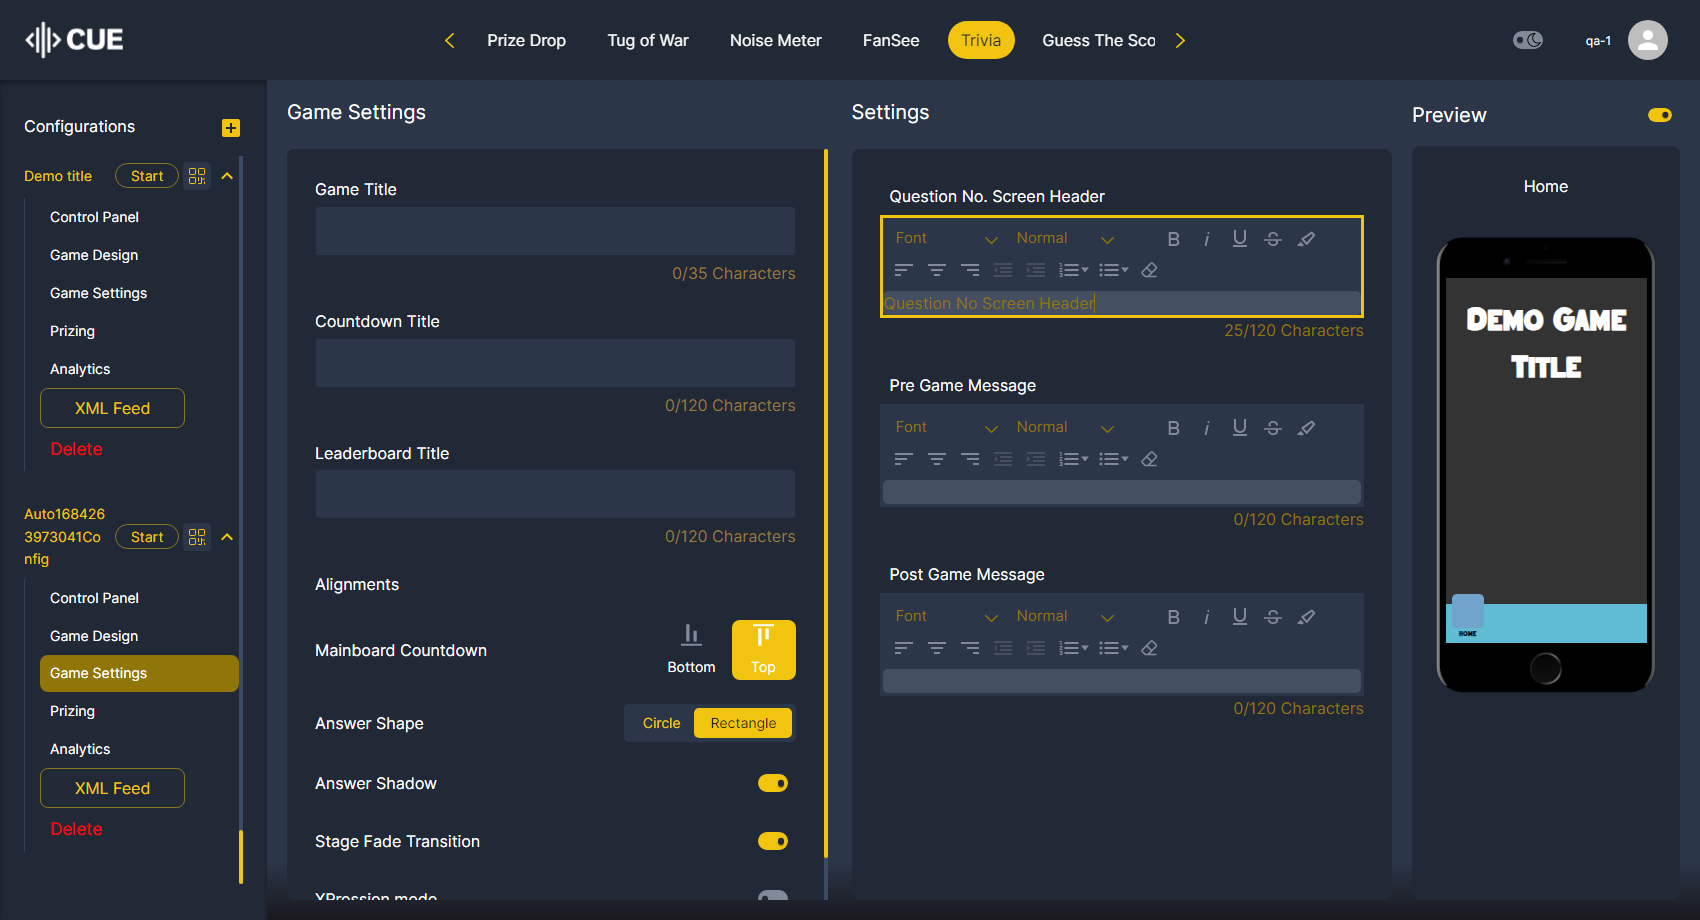 CUE
Prize Drop
Tug of War
Noise Meter
FanSee
Trivia
Guess The Sco
qa-1
Configurations
Demo title
Start
Control Panel
Game Design
Game Settings
Prizing
Analytics
XML Feed
Delete
Auto168426
3973041Co
nfig
Start
Control Panel
Game Design
Game Settings
Prizing
Analytics
XML Feed
Delete
Game Settings
Game Title
0/35 Characters
Countdown Title
0/120 Characters
Leaderboard Title
0/120 Characters
Alignments
Mainboard Countdown
Bottom
Top
Answer Shape
Circle
Rectangle
Answer Shadow
Stage Fade Transition
XPression mode
Settings
Question No. Screen Header
Font
Normal
B i U S
Question No Screen Header
25/120 Characters
Pre Game Message
Font
Normal
B i U S
0/120 Characters
Post Game Message
Font
Normal
B i U S
0/120 Characters
Preview
Home
Demo Game
Title
HOME